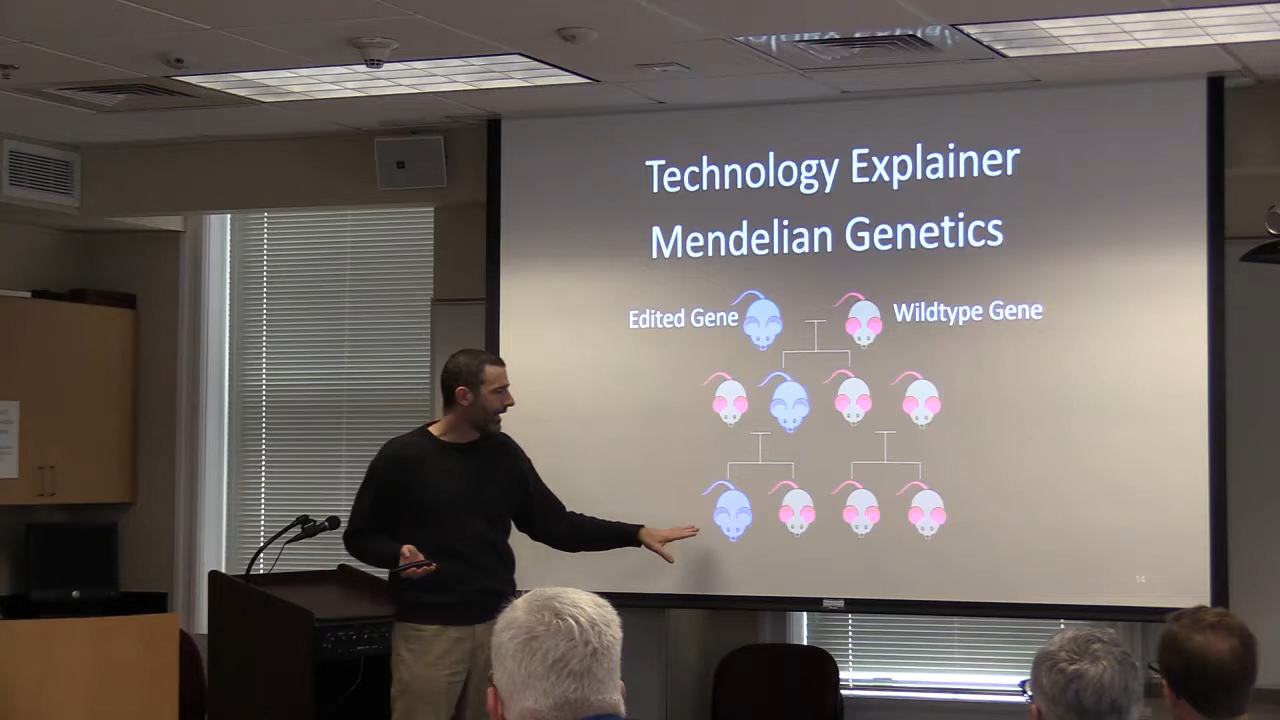 Technology Explainer
Mendelian Genetics
Edited Gene
Wildtype Gene
14